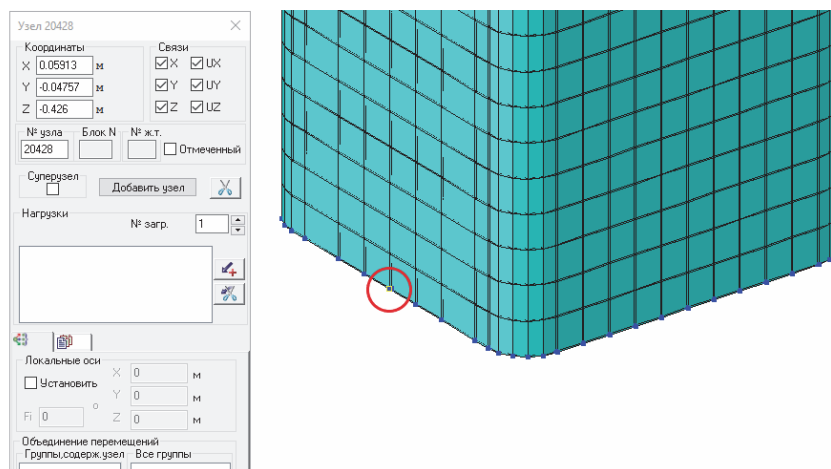 Узел 20428
Координаты
X 0.05913 м
Y -0.04757 м
Z -0.426 м
Связи
X UX
Y UY
Z UZ
№ узла
20428
Блок N
№ ж.т.
Отмеченный
Суперузел
Добавить узел
Нагрузки
№ загр. 1
Локальные оси
Установить
X 0 м
Y 0
Fi 0 °
Z 0 м
Объединение перемещений
Группы,содерж.узел Все группы